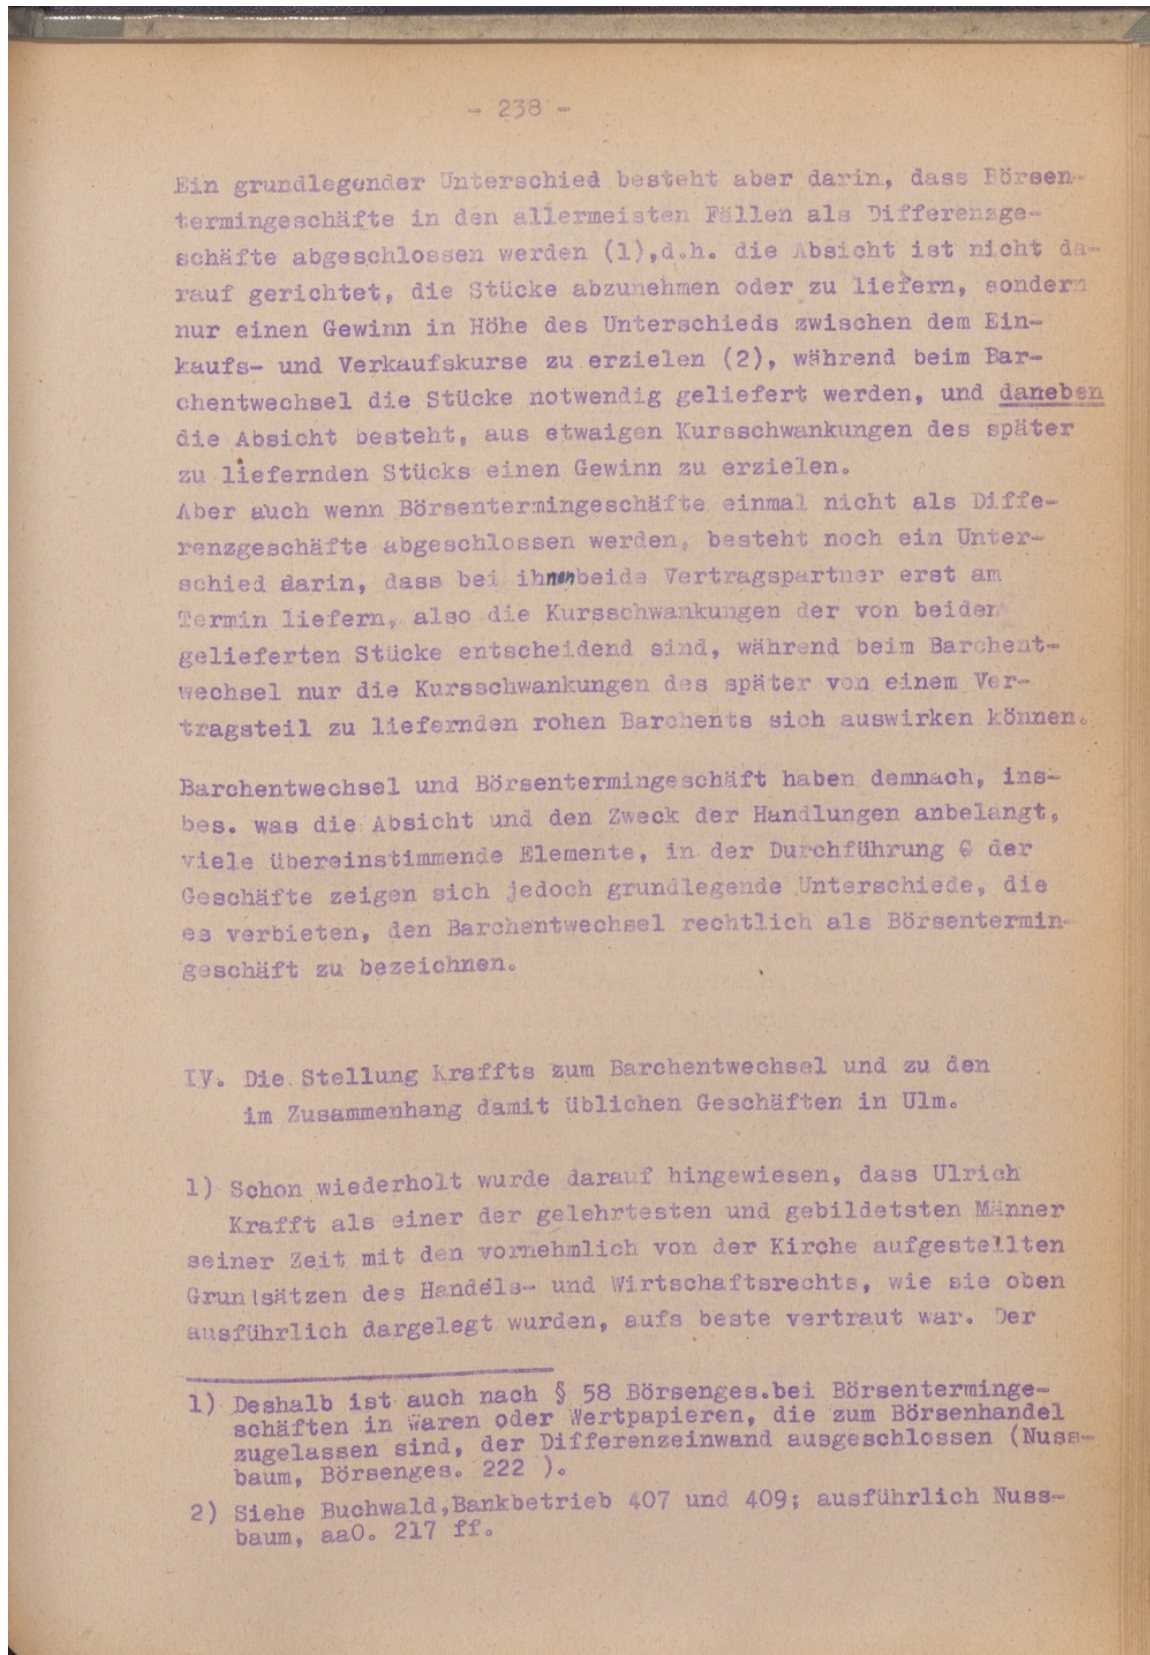 - 238 -
Ein grundlegender Unterschied besteht aber darin, dass Börsen-
termingeschäfte in den allermeisten Fällen als Differenzge-
schäfte abgeschlossen werden (1),d.h. die Absicht ist nicht da-
rauf gerichtet, die Stücke abzunehmen oder zu liefern, sondern
nur einen Gewinn in Höhe des Unterschieds zwischen dem Ein-
kaufs- und Verkaufskurse zu erzielen (2), während beim Bar-
chentwechsel die Stücke notwendig geliefert werden, und daneben
die Absicht besteht, aus etwaigen Kursschwankungen des später
zu liefernden Stücks einen Gewinn zu erzielen.
Aber auch wenn Börsentermingeschäfte einmal nicht als Diffe-
renzgeschäfte abgeschlossen werden, besteht noch ein Unter-
schied darin, dass bei ihnen beide Vertragspartner erst am
Termin liefern, also die Kursschwankungen der von beiden
gelieferten Stücke entscheidend sind, während beim Barchent-
wechsel nur die Kursschwankungen des später von einem Ver-
tragsteil zu liefernden rohen Barchents sich auswirken können.
Barchentwechsel und Börsentermingeschäft haben demnach, ins-
bes. was die Absicht und den Zweck der Handlungen anbelangt,
viele übereinstimmende Elemente, in der Durchführung G der
Geschäfte zeigen sich jedoch grundlegende Unterschiede, die
es verbieten, den Barchentwechsel rechtlich als Börsentermin-
geschäft zu bezeichnen.
IV. Die Stellung Kraffts zum Barchentwechsel und zu den
im Zusammenhang damit üblichen Geschäften in Ulm.
1) Schon wiederholt wurde darauf hingewiesen, dass Ulrich
Krafft als einer der gelehrtesten und gebildetsten Männer
seiner Zeit mit den vornehmlich von der Kirche aufgestellten
Grundsätzen des Handels- und Wirtschaftsrechts, wie sie oben
ausführlich dargelegt wurden, aufs beste vertraut war. Der
1) Deshalb ist auch nach § 58 Börsenges.bei Börsenterminge-
schäften in Waren oder Wertpapieren, die zum Börsenhandel
zugelassen sind, der Differenzeinwand ausgeschlossen (Nuss-
baum, Börsenges. 222 ).
2) Siehe Buchwald,Bankbetrieb 407 und 409; ausführlich Nuss-
baum, aaO. 217 ff.